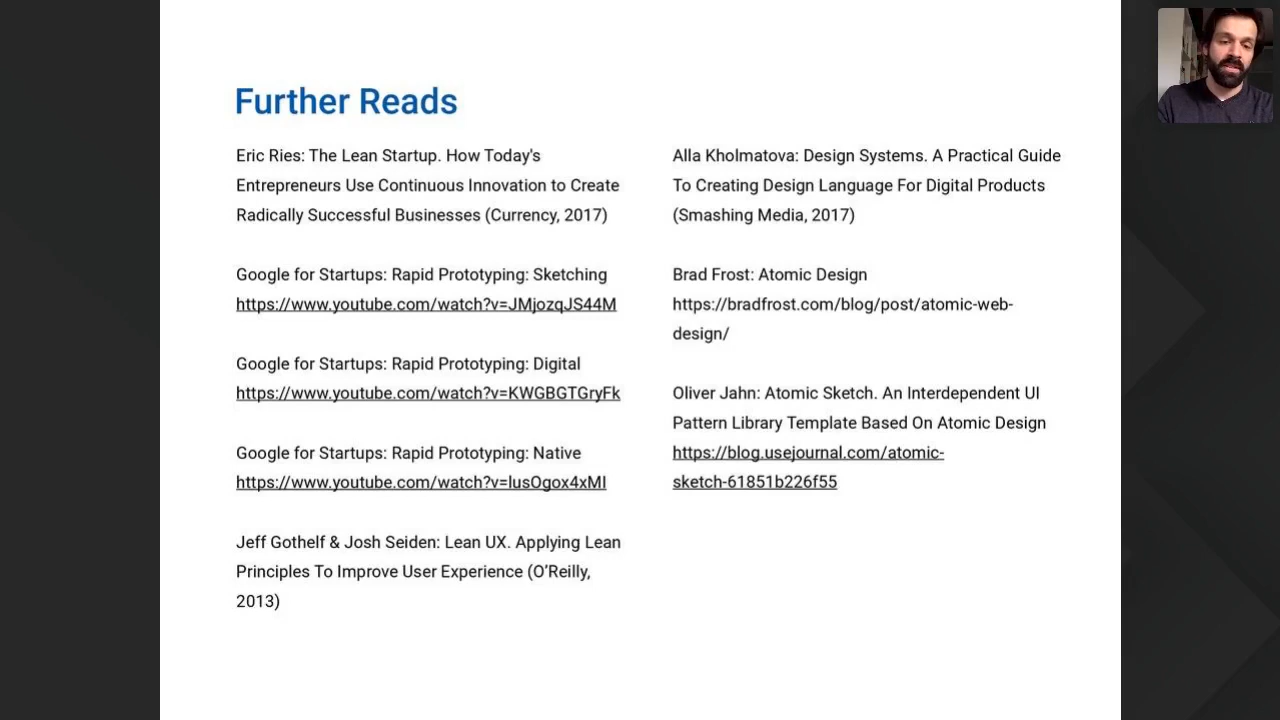 Further Reads
Eric Ries: The Lean Startup. How Today's
Entrepreneurs Use Continuous Innovation to Create
Radically Successful Businesses (Currency, 2017)
Google for Startups: Rapid Prototyping: Sketching
https://www.youtube.com/watch?v=JMjozqJS44M
Google for Startups: Rapid Prototyping: Digital
https://www.youtube.com/watch?v=KWGBGTGryFk
Google for Startups: Rapid Prototyping: Native
https://www.youtube.com/watch?v=lusOgox4xMI
Jeff Gothelf & Josh Seiden: Lean UX. Applying Lean
Principles To Improve User Experience (O'Reilly,
2013)
Alla Kholmatova: Design Systems. A Practical Guide
To Creating Design Language For Digital Products
(Smashing Media, 2017)
Brad Frost: Atomic Design
https://bradfrost.com/blog/post/atomic-web-
design/
Oliver Jahn: Atomic Sketch. An Interdependent UI
Pattern Library Template Based On Atomic Design
https://blog.usejournal.com/atomic-
sketch-61851b226f55